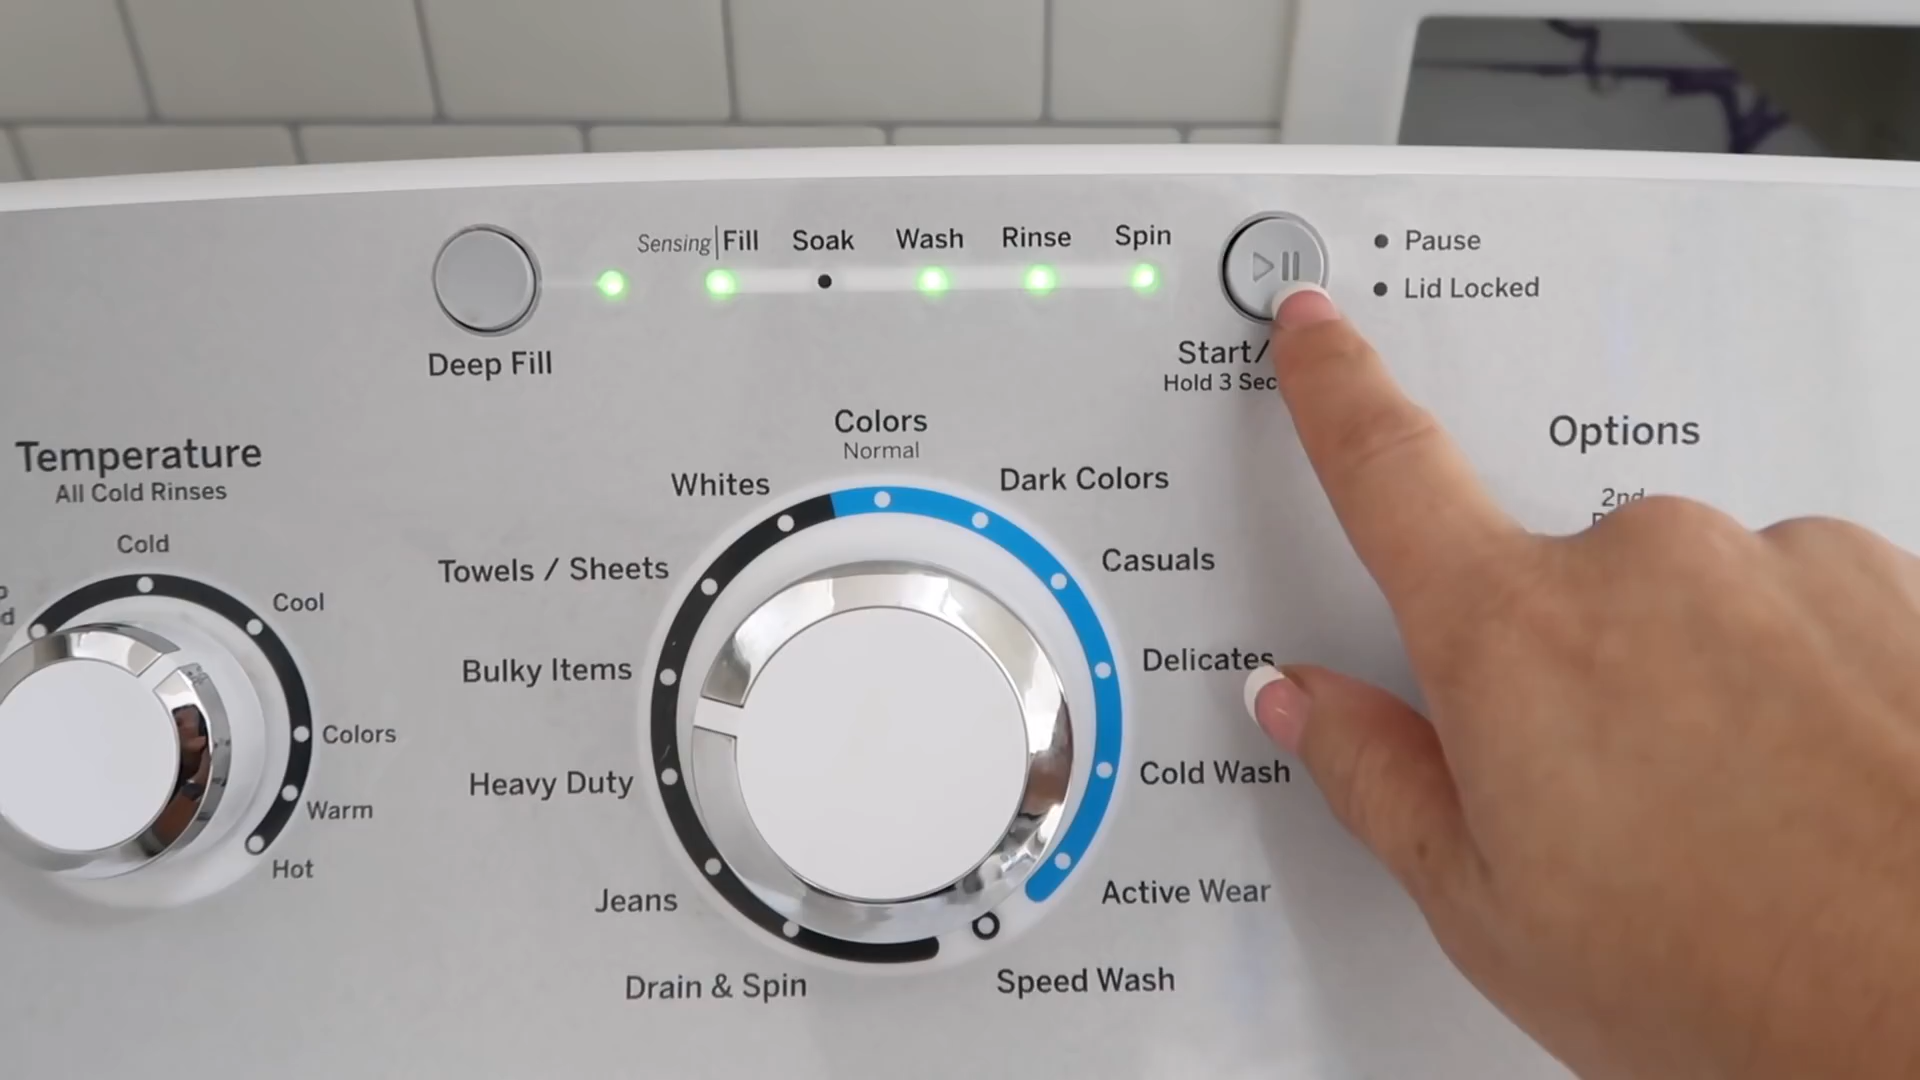 Sensing|Fill Soak Wash Rinse Spin
Pause
Lid Locked
Deep Fill
Start/
Hold 3 Sec
Temperature
All Cold Rinses
Cold
Cool
Colors
Warm
Hot
Colors
Normal
Whites
Dark Colors
Towels / Sheets
Casuals
Bulky Items
Delicates
Heavy Duty
Cold Wash
Jeans
Active Wear
Drain & Spin
Speed Wash
Options
2nd